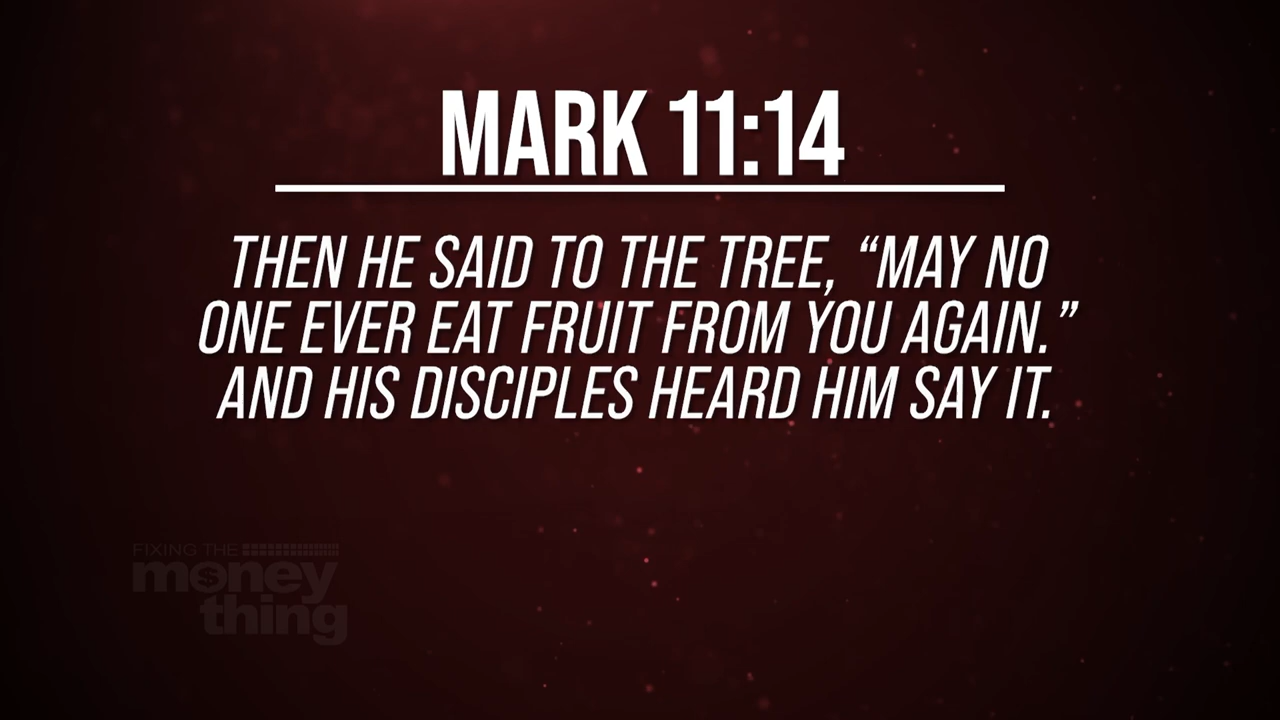 MARK 11:14
THEN HE SAID TO THE TREE, “MAY NO
ONE EVER EAT FRUIT FROM YOU AGAIN.”
AND HIS DISCIPLES HEARD HIM SAY IT.
FIXING THE
money
thing